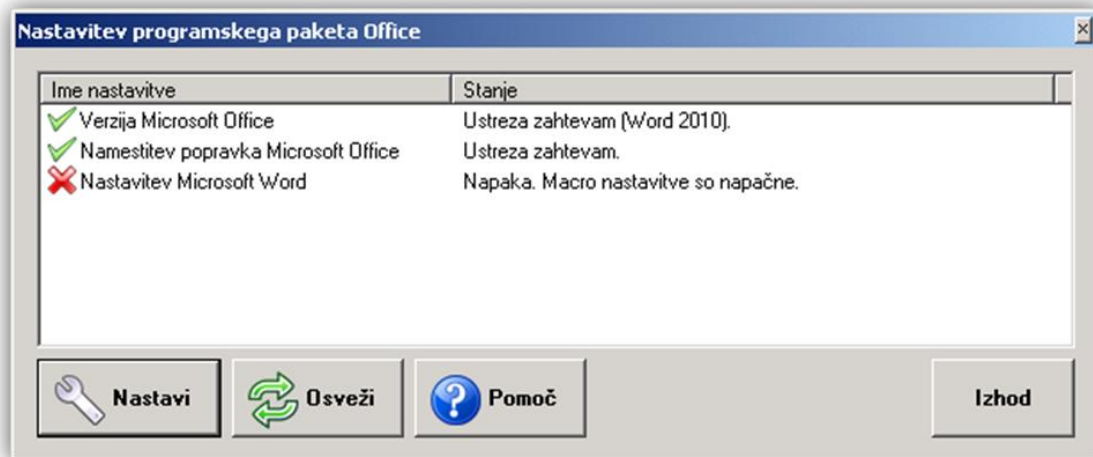 Nastavitev programskega paketa Office
Ime nastavitve Stanje
Verzija Microsoft Office Ustreza zahtevam (Word 2010).
Namestitev popravka Microsoft Office Ustreza zahtevam.
Nastavitev Microsoft Word Napaka. Macro nastavitve so napačne.
Nastavi Osveži Pomoč Izhod